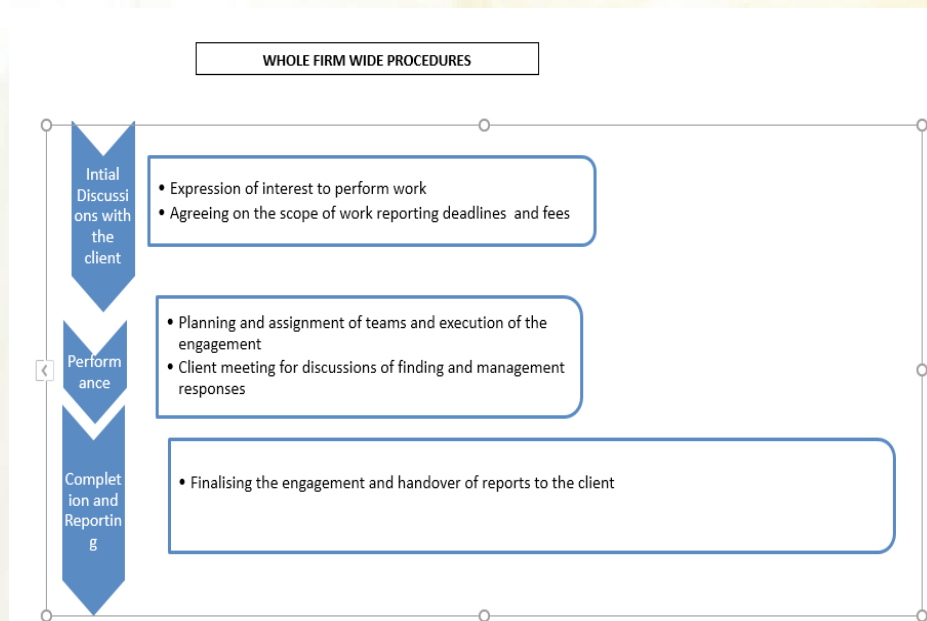 WHOLE FIRM WIDE PROCEDURES
Intial
Discussi
ons with
the
client
• Expression of interest to perform work
• Agreeing on the scope of work reporting deadlines and fees
Perform
ance
• Planning and assignment of teams and execution of the
engagement
• Client meeting for discussions of finding and management
responses
Complet
ion and
Reportin
g
• Finalising the engagement and handover of reports to the client